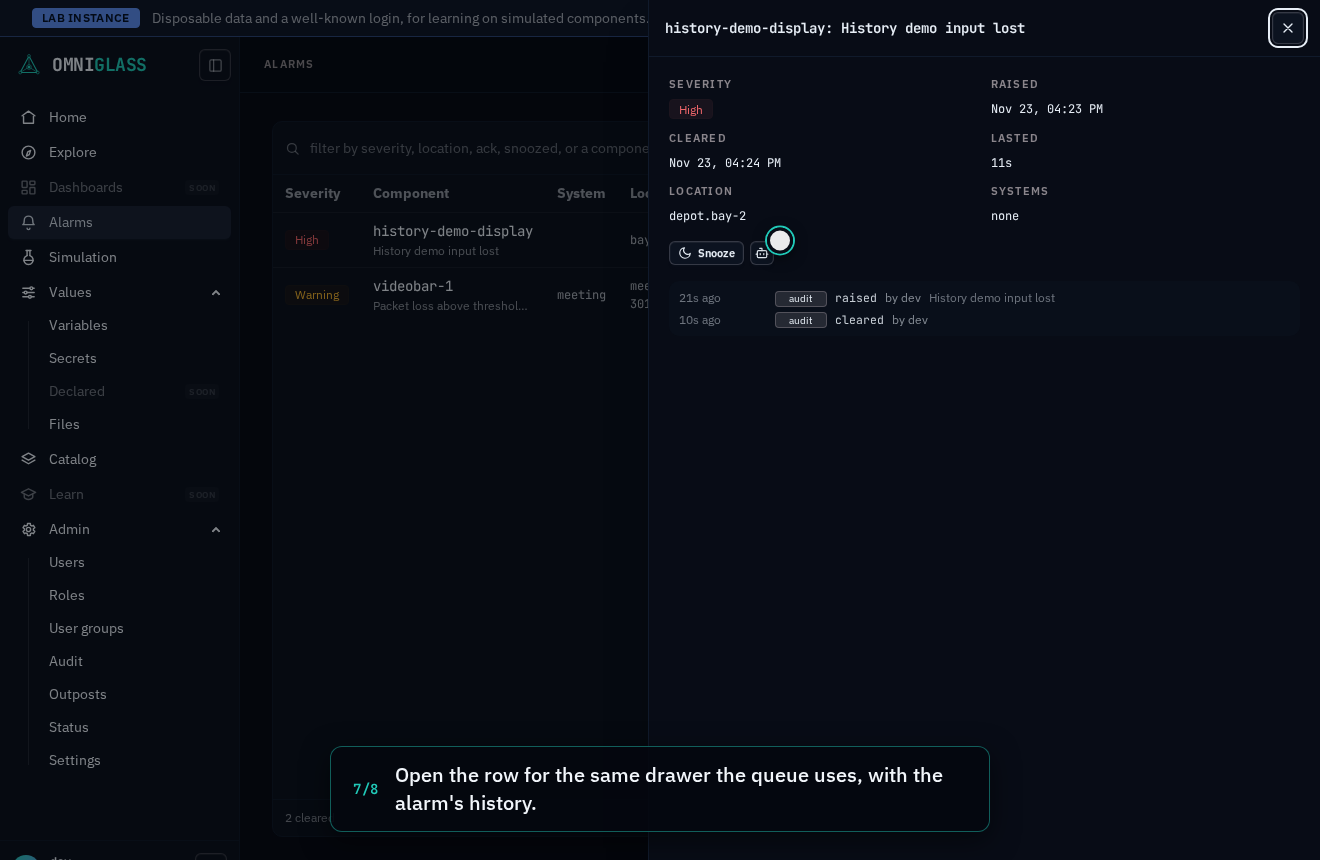 LAB INSTANCE Disposable data and a well-known login, for learning on simulated components.
OMNIGLASS
Home
Explore
Dashboards SOON
Alarms
Simulation
Values
Variables
Secrets
Declared SOON
Files
Catalog
Learn SOON
Admin
Users
Roles
User groups
Audit
Outposts
Status
Settings
ALARMS
filter by severity, location, ack, snoozed, or a compone
Severity Component System Loc
High history-demo-display bay
History demo input lost
Warning videobar-1 meeting mee
Packet loss above threshol... 301
2 cleare
history-demo-display: History demo input lost
SEVERITY RAISED
High Nov 23, 04:23 PM
CLEARED LASTED
Nov 23, 04:24 PM 11s
LOCATION SYSTEMS
depot.bay-2 none
Snooze
21s ago audit raised by dev History demo input lost
10s ago audit cleared by dev
7/8 Open the row for the same drawer the queue uses, with the
alarm's history.